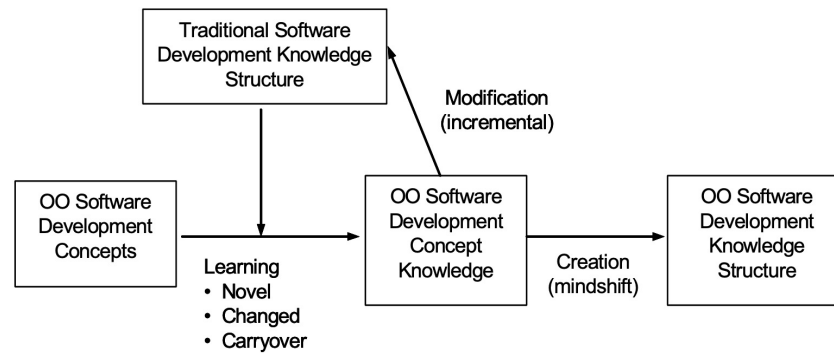 Traditional Software
Development Knowledge
Structure
Modification
(incremental)
OO Software
Development
Concepts
OO Software
Development
Concept
Knowledge
OO Software
Development
Knowledge
Structure
Learning
• Novel
• Changed
• Carryover
Creation
(mindshift)